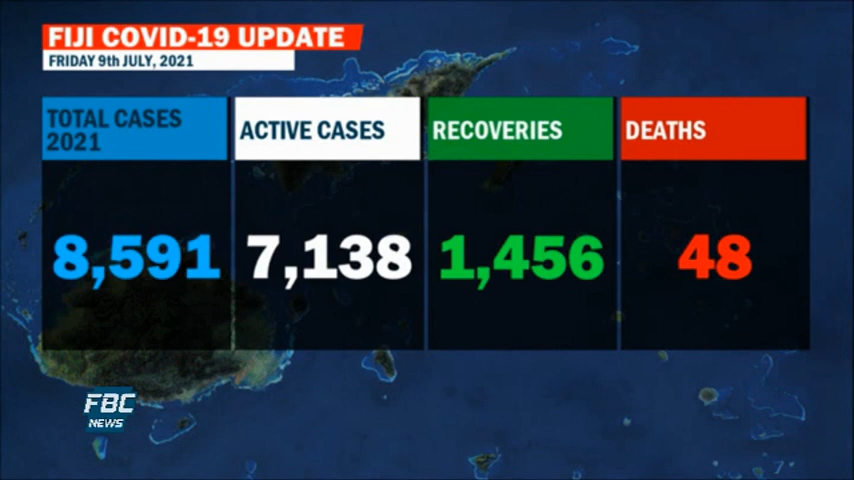 FIJI COVID-19 UPDATE
FRIDAY 9th JULY, 2021
TOTAL CASES
2021
ACTIVE CASES
RECOVERIES
DEATHS
8,591
7,138
1,456
48
FBC
NEWS